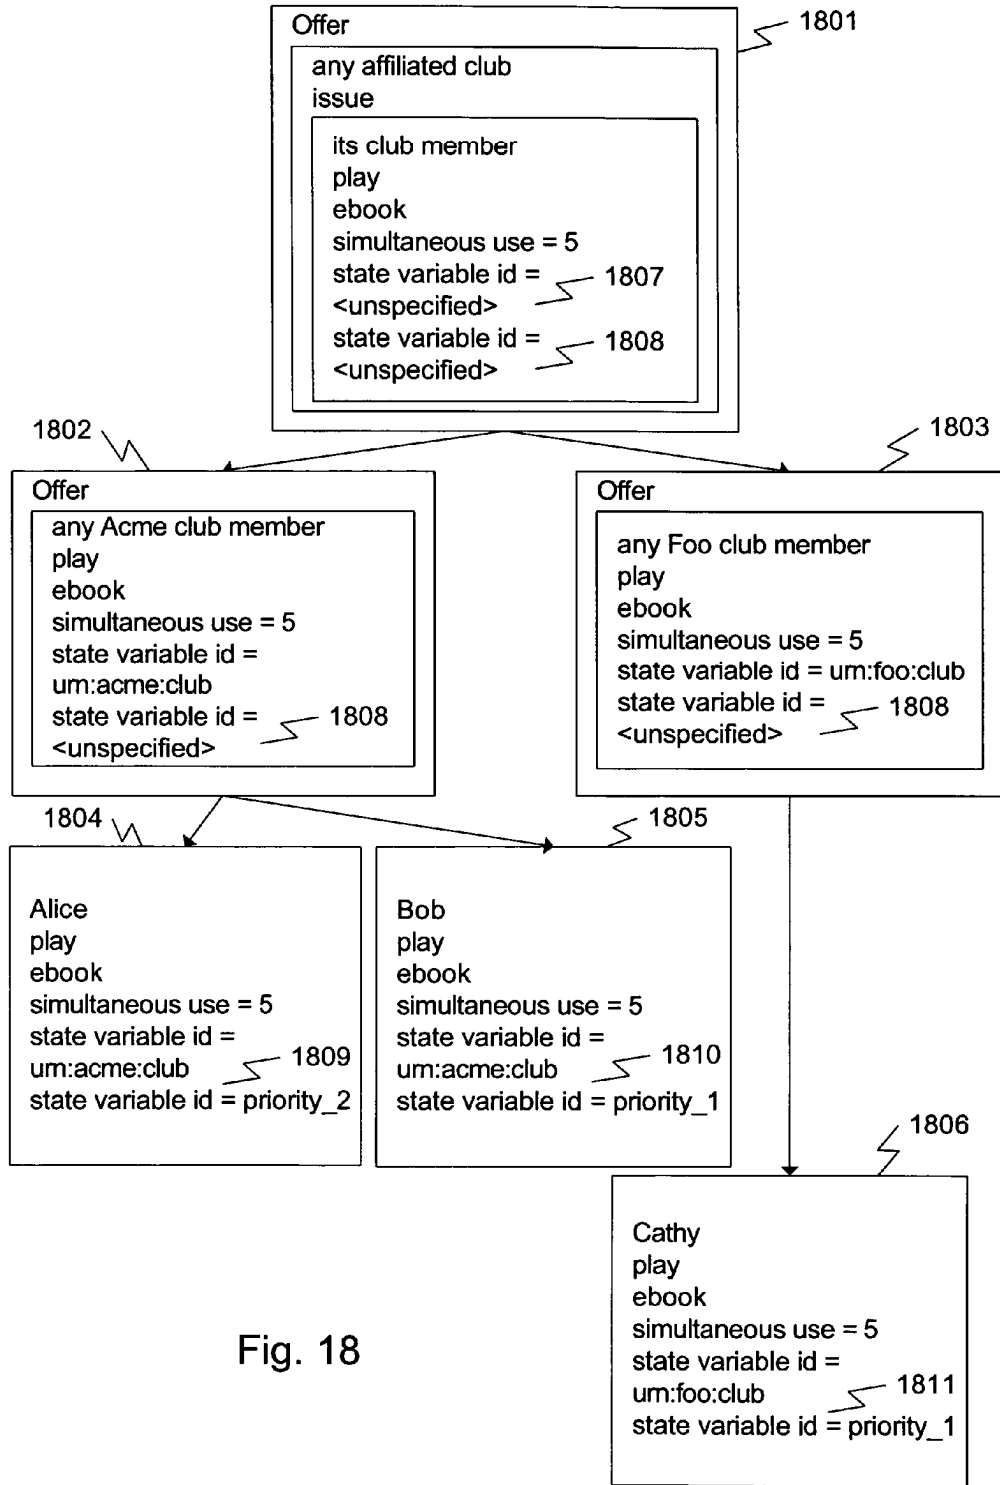 Offer
1801
any affiliated club
issue
its club member
play
ebook
simultaneous use = 5
state variable id =
1807
<unspecified>
state variable id =
1808
<unspecified>
1802
1803
Offer
any Acme club member
play
ebook
simultaneous use = 5
state variable id =
urn:acme:club
state variable id =
1808
<unspecified>
Offer
any Foo club member
play
ebook
simultaneous use = 5
state variable id = urn:foo:club
state variable id =
1808
<unspecified>
1804
1805
Alice
play
ebook
simultaneous use = 5
state variable id =
1809
urn:acme:club
state variable id = priority_2
Bob
play
ebook
simultaneous use = 5
state variable id =
1810
urn:acme:club
state variable id = priority_1
1806
Cathy
play
ebook
simultaneous use = 5
state variable id =
1811
urn:foo:club
state variable id = priority_1
Fig. 18